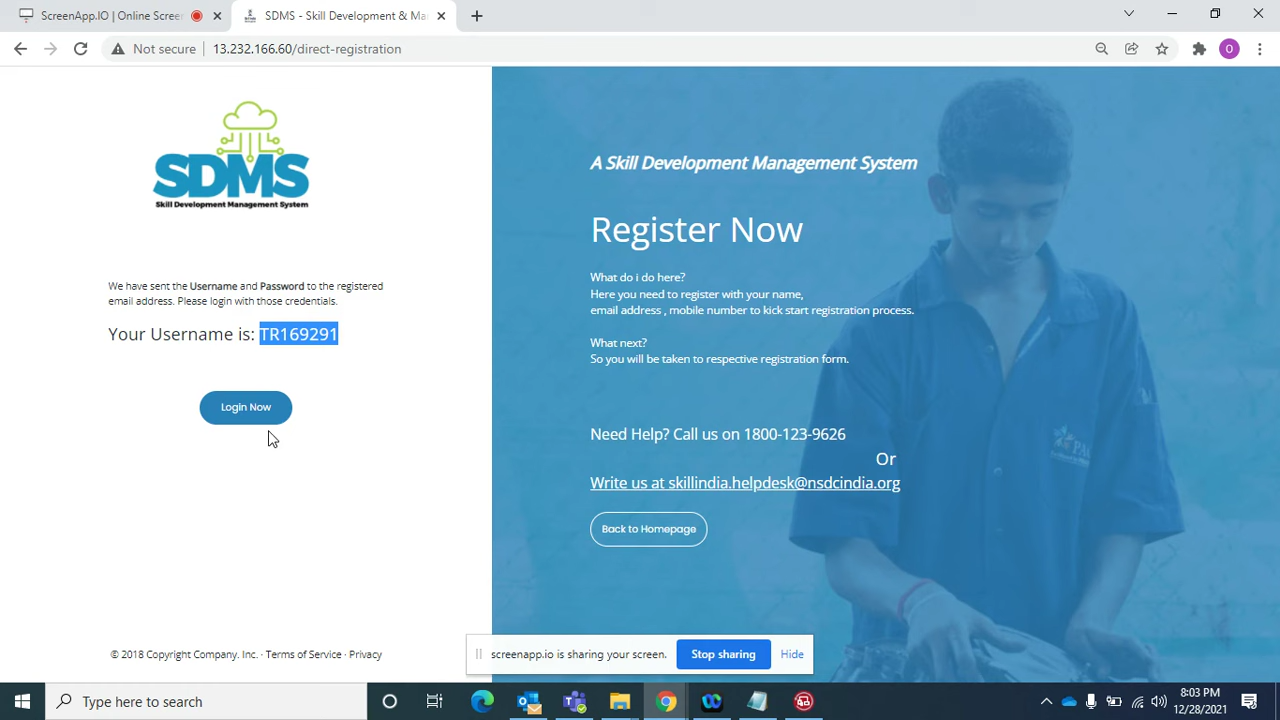 ScreenApp.IO | Online Screen
SDMS - Skill Development & Ma
Not secure
13.232.166.60/direct-registration
O
SDMS
Skill Development Management System
We have sent the Username and Password to the registered
email address. Please login with those credentials.
Your Username is: TR169291
Login Now
© 2018 Copyright Company. Inc. · Terms of Service · Privacy
A Skill Development Management System
Register Now
What do i do here?
Here you need to register with your name,
email address , mobile number to kick start registration process.
What next?
So you will be taken to respective registration form.
Need Help? Call us on 1800-123-9626
Or
Write us at skillindia.helpdesk@nsdcindia.org
Back to Homepage
screenapp.io is sharing your screen.
Stop sharing
Hide
Type here to search
8:03 PM
12/28/2021